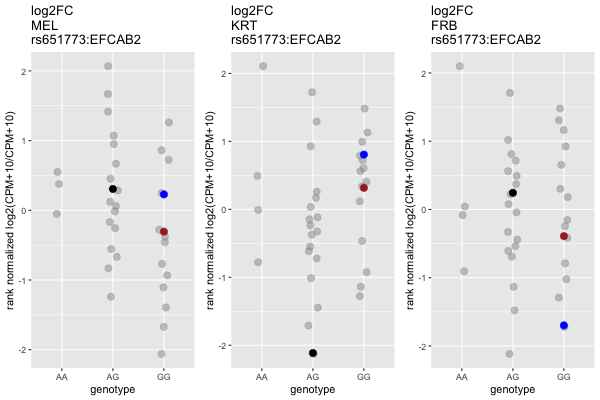 log2FC
MEL
rs651773:EFCAB2
rank normalized log2(CPM+10/CPM+10)
2
1
0
-1
-2
AA
AG
GG
genotype
log2FC
KRT
rs651773:EFCAB2
rank normalized log2(CPM+10/CPM+10)
2
1
0
-1
-2
AA
AG
GG
genotype
log2FC
FRB
rs651773:EFCAB2
rank normalized log2(CPM+10/CPM+10)
2
1
0
-1
-2
AA
AG
GG
genotype